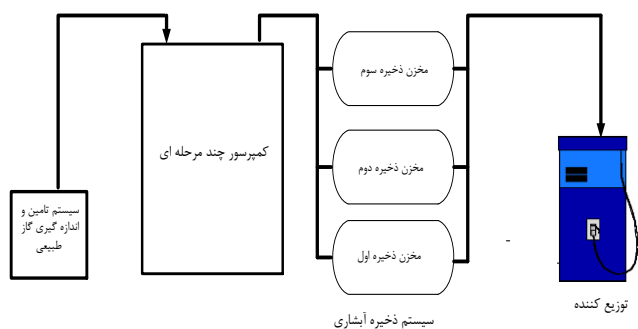 مخزن ذخیره سوم
کمپرسور چند مرحله ای
مخزن ذخیره دوم
سیستم تامین و
اندازه گیری گاز
طبیعی
مخزن ذخیره اول
توزیع کننده
سیستم ذخیره آبشاری